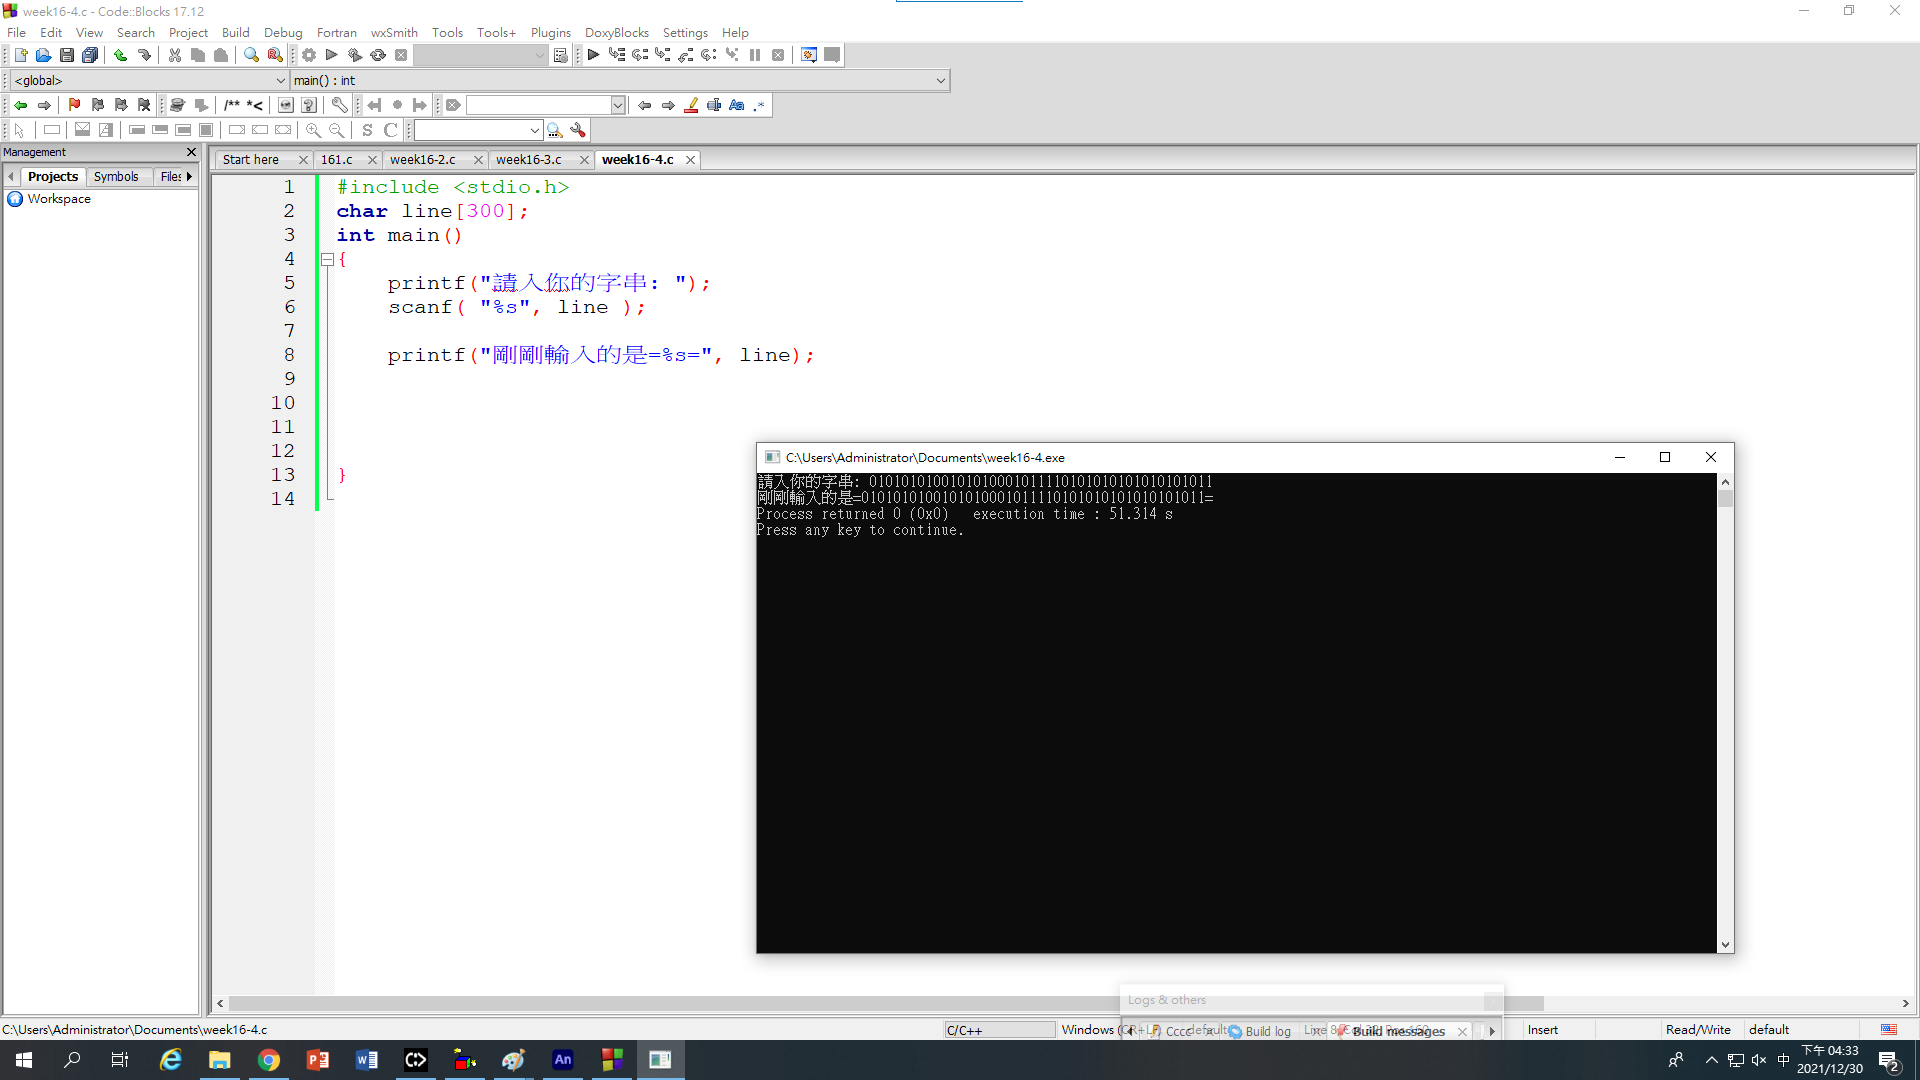 week16-4.c - Code::Blocks 17.12
File Edit View Search Project Build Debug Fortran wxSmith Tools Tools+ Plugins DoxyBlocks Settings Help
<global> main() : int
/** *<
Aa .*
S C
Management
Start here 161.c week16-2.c week16-3.c week16-4.c
Projects Symbols Files
Workspace
1 #include <stdio.h>
2 char line[300];
3 int main()
4 {
5 printf("請入你的字串: ");
6 scanf( "%s", line );
7
8 printf("剛剛輸入的是=%s=", line);
9
10
11
12
13 }
14
C:\Users\Administrator\Documents\week16-4.exe
請入你的字串: 0101010100101010001011110101010101010101011
剛剛輸入的是=0101010100101010001011110101010101010101011=
Process returned 0 (0x0) execution time : 51.314 s
Press any key to continue.
Logs & others
Cccc Build log Build messages
C:\Users\Administrator\Documents\week16-4.c C/C++ Windows default Insert Read/Write default
An 中 下午 04:33
2021/12/30 2